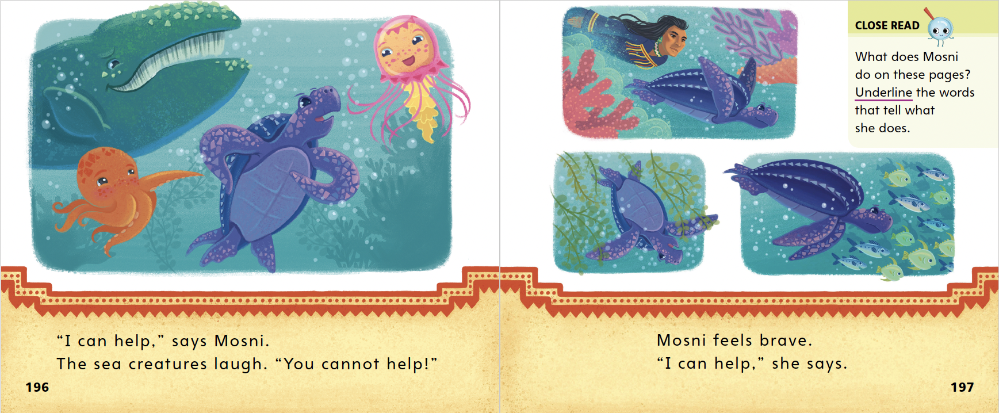 “I can help,” says Mosni.
The sea creatures laugh. “You cannot help!”
196
CLOSE READ
What does Mosni
do on these pages?
Underline the words
that tell what
she does.
Mosni feels brave.
“I can help,” she says.
197